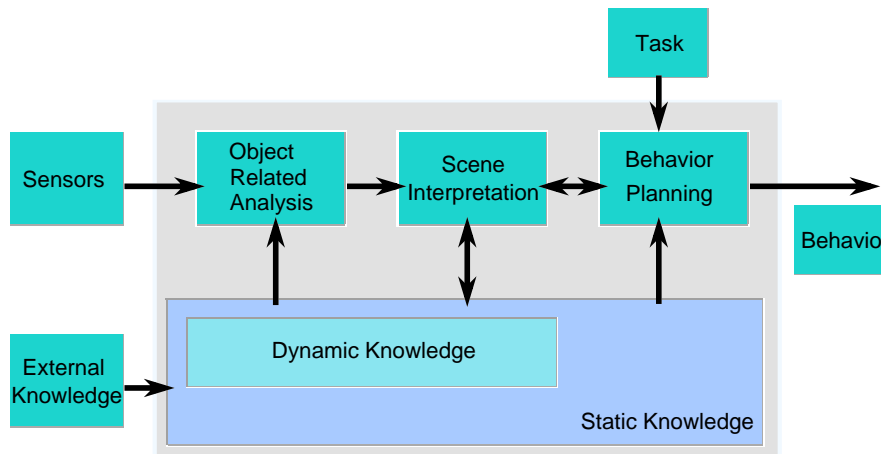 Task
Sensors
Object
Related
Analysis
Scene
Interpretation
Behavior
Planning
Behavio
Dynamic Knowledge
External
Knowledge
Static Knowledge